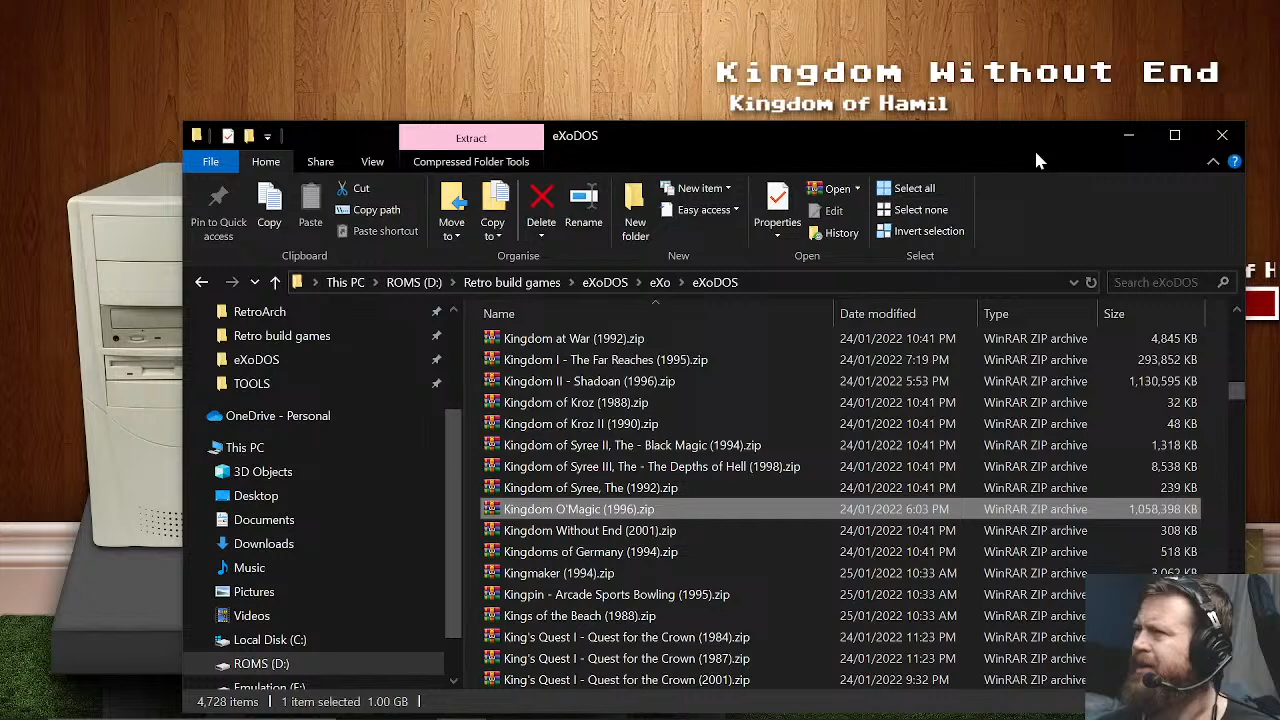 Kingdom Without End
Kingdom of Hamil
Extract
eXoDOS
File
Home
Share
View
Compressed Folder Tools
Pin to Quick access
Copy
Paste
Cut
Copy path
Paste shortcut
Clipboard
Move to
Copy to
Delete
Rename
Organise
New folder
New item
Easy access
New
Properties
Open
Edit
History
Open
Select all
Select none
Invert selection
Select
This PC > ROMS (D:) > Retro build games > eXoDOS > eXo > eXoDOS
Search eXoDOS
of H
RetroArch
Retro build games
eXoDOS
TOOLS
OneDrive - Personal
This PC
3D Objects
Desktop
Documents
Downloads
Music
Pictures
Videos
Local Disk (C:)
ROMS (D:)
Emulation (F:)
Name Date modified Type Size
Kingdom at War (1992).zip 24/01/2022 10:41 PM WinRAR ZIP archive 4,845 KB
Kingdom I - The Far Reaches (1995).zip 24/01/2022 7:19 PM WinRAR ZIP archive 293,852 KB
Kingdom II - Shadoan (1996).zip 24/01/2022 5:53 PM WinRAR ZIP archive 1,130,595 KB
Kingdom of Kroz (1988).zip 24/01/2022 10:41 PM WinRAR ZIP archive 32 KB
Kingdom of Kroz II (1990).zip 24/01/2022 10:41 PM WinRAR ZIP archive 48 KB
Kingdom of Syree II, The - Black Magic (1994).zip 24/01/2022 10:41 PM WinRAR ZIP archive 1,318 KB
Kingdom of Syree III, The - The Depths of Hell (1998).zip 24/01/2022 10:41 PM WinRAR ZIP archive 8,538 KB
Kingdom of Syree, The (1992).zip 24/01/2022 10:41 PM WinRAR ZIP archive 239 KB
Kingdom O'Magic (1996).zip 24/01/2022 6:03 PM WinRAR ZIP archive 1,058,398 KB
Kingdom Without End (2001).zip 24/01/2022 10:41 PM WinRAR ZIP archive 308 KB
Kingdoms of Germany (1994).zip 24/01/2022 10:41 PM WinRAR ZIP archive 518 KB
Kingmaker (1994).zip 25/01/2022 10:33 AM WinRAR ZIP archive 3,062 KB
Kingpin - Arcade Sports Bowling (1995).zip 25/01/2022 10:33 AM WinRAR ZIP archive
Kings of the Beach (1988).zip 25/01/2022 10:33 AM WinRAR ZIP archive
King's Quest I - Quest for the Crown (1984).zip 24/01/2022 11:23 PM WinRAR ZIP archive
King's Quest I - Quest for the Crown (1987).zip 24/01/2022 11:23 PM WinRAR ZIP archive
King's Quest I - Quest for the Crown (2001).zip 24/01/2022 9:32 PM WinRAR ZIP archive
4,728 items 1 item selected 1.00 GB